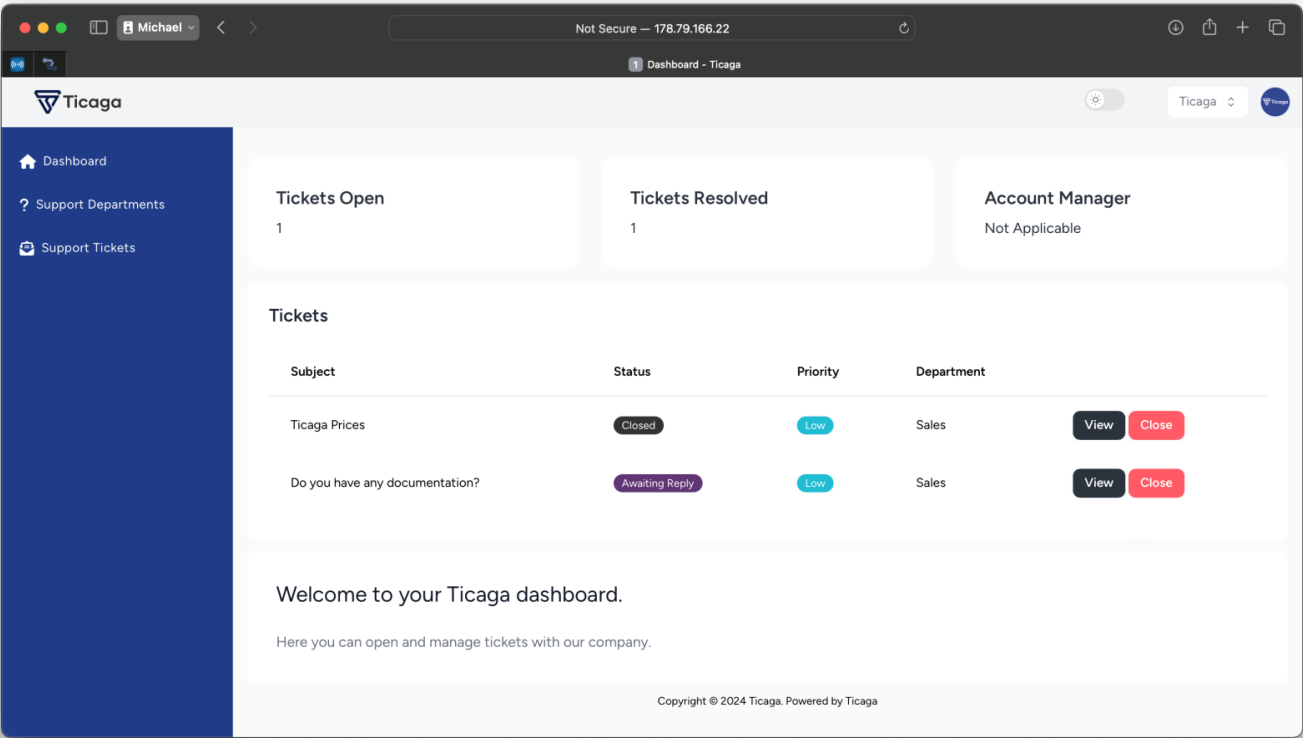 Michael
Not Secure — 178.79.166.22
1 Dashboard - Ticaga
Ticaga
Ticaga
Ticaga
Dashboard
? Support Departments
Support Tickets
Tickets Open
1
Tickets Resolved
1
Account Manager
Not Applicable
Tickets
Subject Status Priority Department
Ticaga Prices Closed Low Sales View Close
Do you have any documentation? Awaiting Reply Low Sales View Close
Welcome to your Ticaga dashboard.
Here you can open and manage tickets with our company.
Copyright © 2024 Ticaga. Powered by Ticaga